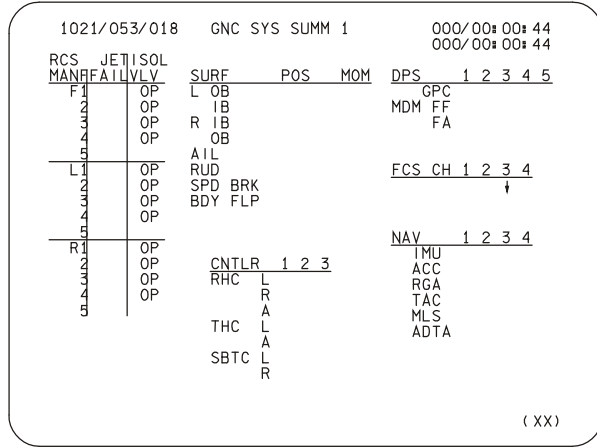 1021/053/018 GNC SYS SUMM 1 000/00:00:44
000/00:00:44
RCS JET ISOL
MANF FAIL VLV
F1 OP
2 OP
3 OP
4 OP
5
L1 OP
2 OP
3 OP
4 OP
5
R1 OP
2 OP
3 OP
4 OP
5
SURF POS MOM
L OB
IB
R IB
OB
AIL
RUD
SPD BRK
BDY FLP
CNTLR 1 2 3
RHC L
R
A
THC L
A
SBTC L
R
DPS 1 2 3 4 5
GPC
MDM FF
FA
FCS CH 1 2 3 4
↓
NAV 1 2 3 4
IMU
ACC
RGA
TAC
MLS
ADTA
(XX)